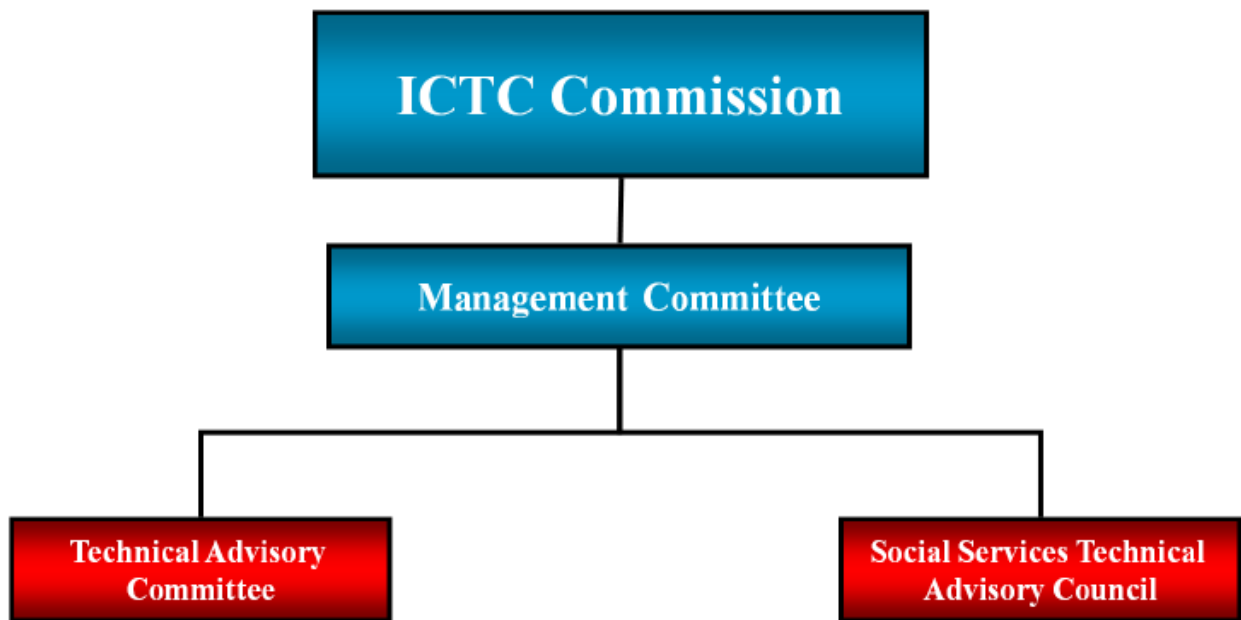 ICTC Commission
Management Committee
Technical Advisory
Committee
Social Services Technical
Advisory Council